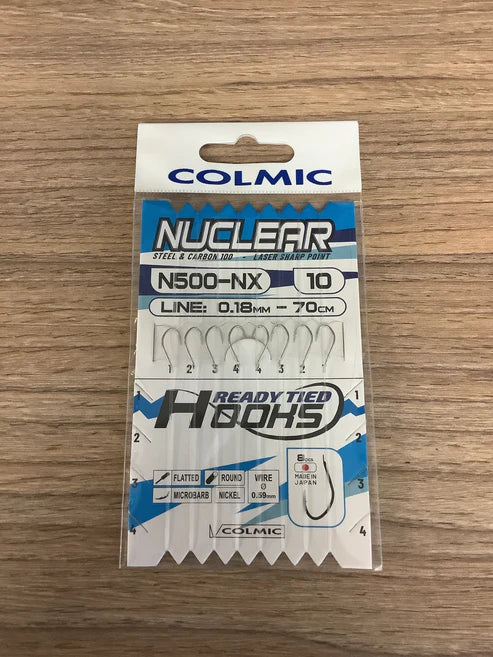 COLMIC
NUCLEAR
STEEL & CARBON 100 - LASER SHARP POINT
N500-NX 10
LINE: 0.18MM - 70CM
1 2 3 4 4 3 2 1
READY TIED
HOOKS
1 1
2 2
3 3
4 4
FLATTED ROUND WIRE
Ø
MICROBARB NICKEL 0.59mm
8pcs
MADE IN
JAPAN
COLMIC